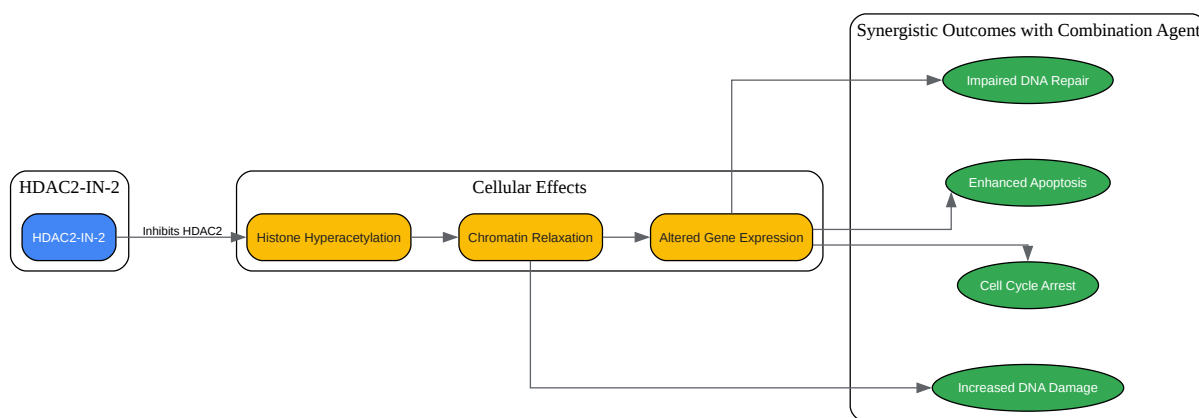 Synergistic Outcomes with Combination Agent
Impaired DNA Repair
HDAC2-IN-2
Cellular Effects
Enhanced Apoptosis
HDAC2-IN-2
Inhibits HDAC2
Histone Hyperacetylation
Chromatin Relaxation
Altered Gene Expression
Cell Cycle Arrest
Increased DNA Damage